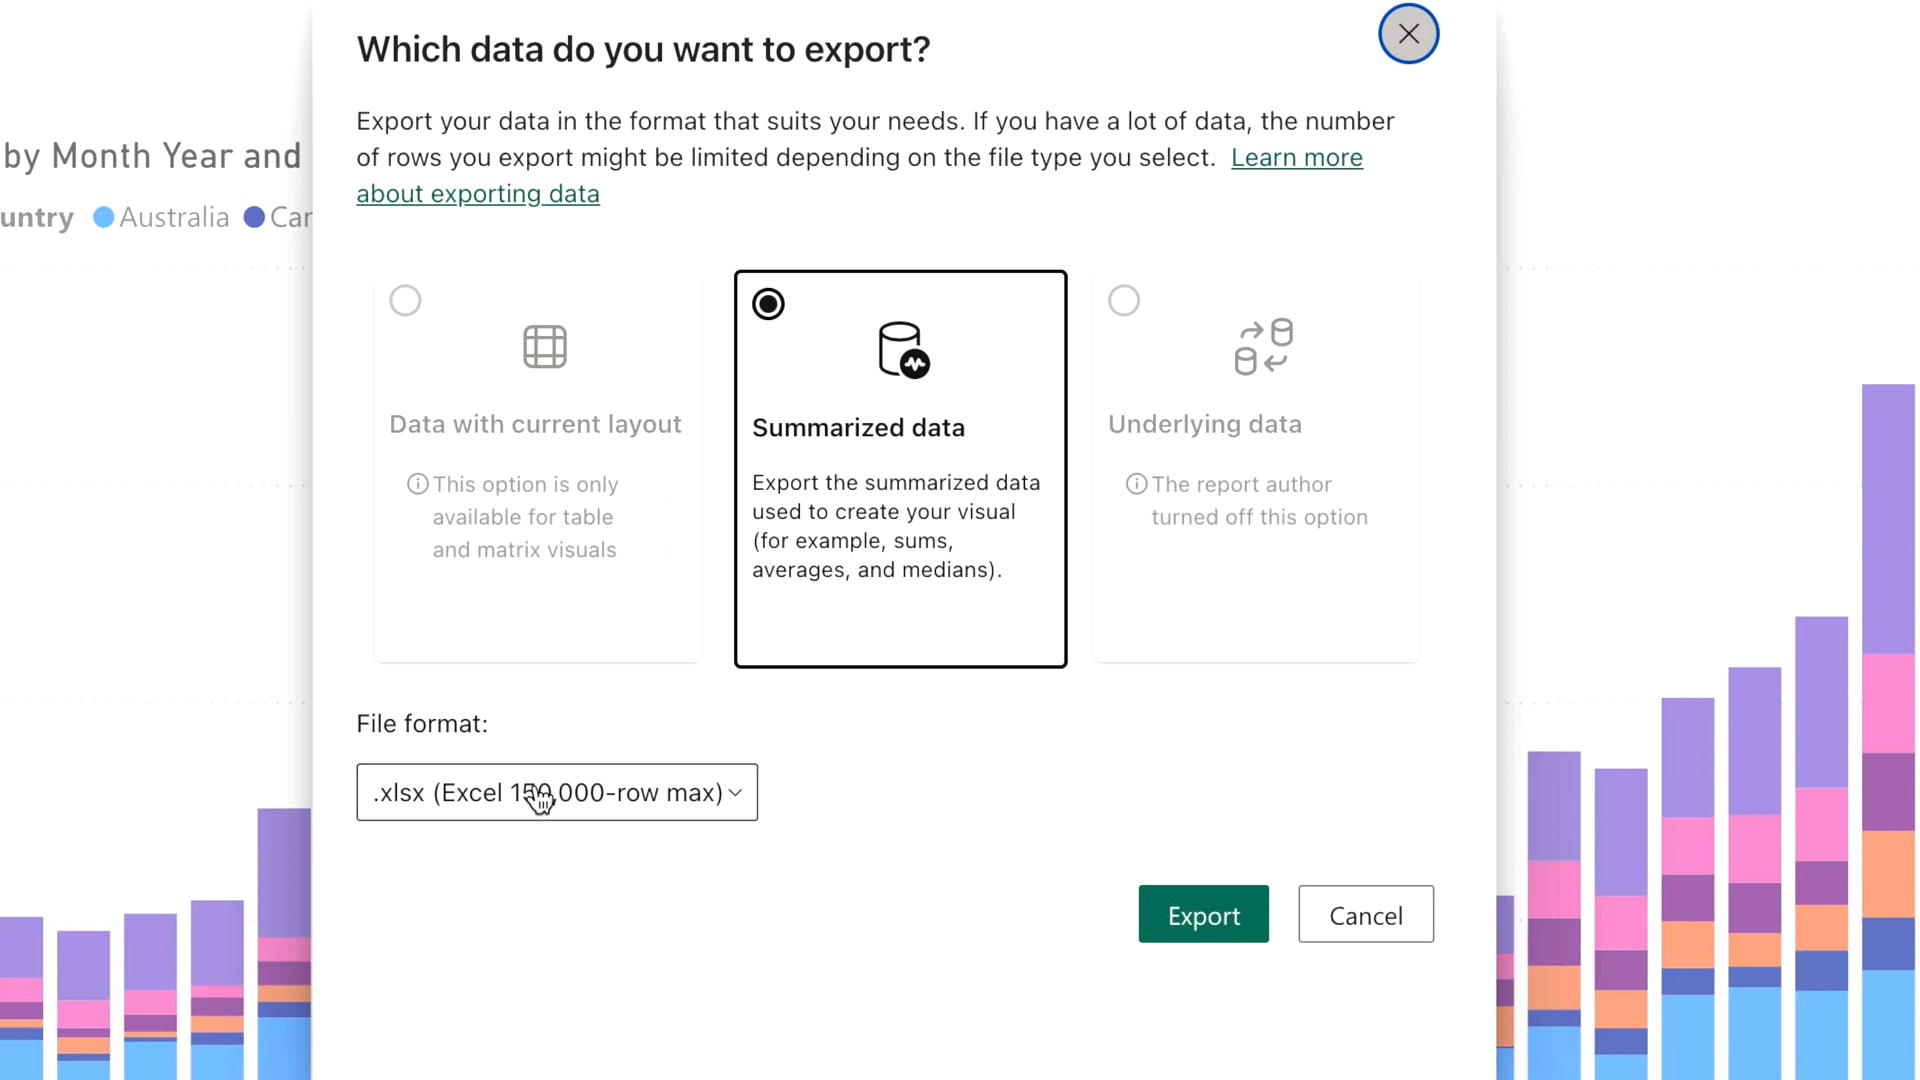 Which data do you want to export?
Export your data in the format that suits your needs. If you have a lot of data, the number
of rows you export might be limited depending on the file type you select. Learn more
about exporting data
by Month Year and
untry Australia Car
Data with current layout
This option is only
available for table
and matrix visuals
Summarized data
Export the summarized data
used to create your visual
(for example, sums,
averages, and medians).
Underlying data
The report author
turned off this option
File format:
.xlsx (Excel 150,000-row max)
Export Cancel